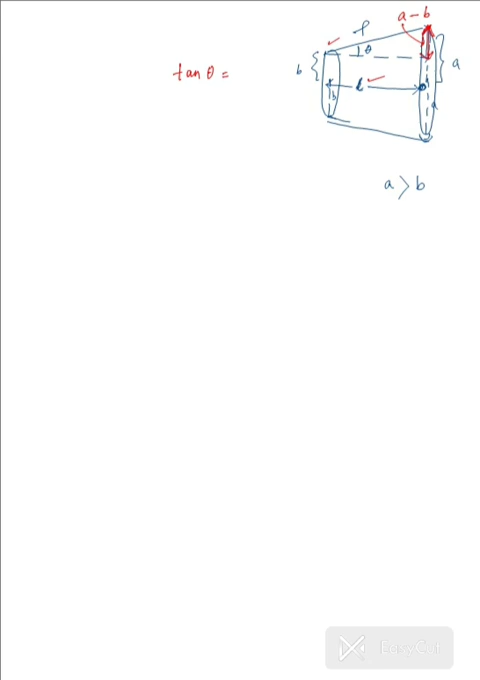 a - b
θ
b
tan θ =
l
b
a
a > b
EasyCut